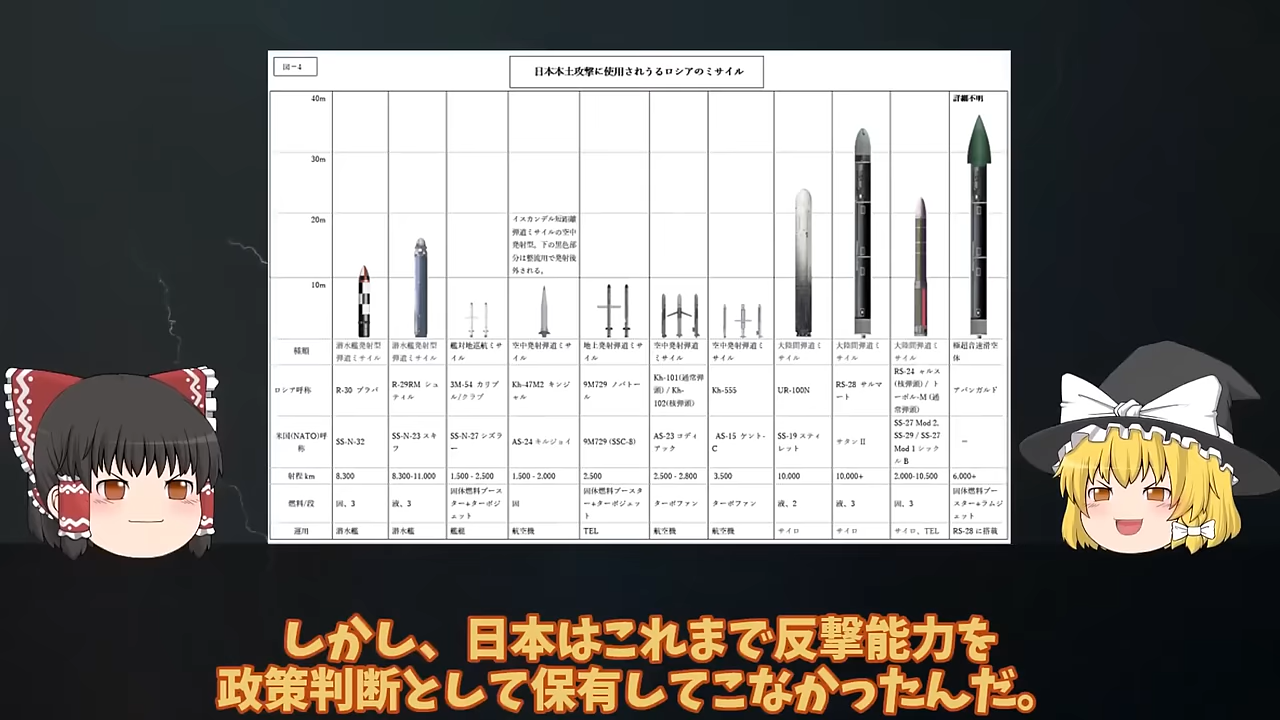 図－4
日本本土攻撃に使用されうるロシアのミサイル
40m
30m
20m
10m
詳細不明
イスカンデル短距離
弾道ミサイルの空中
発射型。下の黒色部
分は整流用で発射後
外される。
種類
潜水艦発射型
弾道ミサイル
潜水艦発射型
弾道ミサイル
艦対地巡航ミサ
イル
空中発射弾道ミ
サイル
地上発射弾道ミ
サイル
空中発射弾道
ミサイル
空中発射弾道ミ
サイル
大陸間弾道ミ
サイル
大陸間弾道ミ
サイル
大陸間弾道ミ
サイル
極超音速滑空
体
ロシア呼称
R-30 ブラバ
R-29RM シュ
ティイル
3M-54 カリブ
ル/クラブ
Kh-47M2 キンジ
ャル
9M729 ノバトー
ル
Kh-101(通常弾
頭) / Kh-
102(核弾頭)
Kh-555
UR-100N
RS-28 サルマ
ート
RS-24 ヤルス
(核弾頭) / ト
ーポル-M (通
常弾頭)
アバンガルド
米国(NATO)呼
称
SS-N-32
SS-N-23 スキ
フ
SS-N-27 シズラ
ー
AS-24 キルジョイ
9M729 (SSC-8)
AS-23 コディ
アック
AS-15 ケント-
C
SS-19 スティ
レット
サタンⅡ
SS-27 Mod 2,
SS-29 / SS-27
Mod 1 シック
ル B
－
射程 km
8.300
8.300-11.000
1.500 - 2.500
1.500 - 2.000
2.500
2.500 - 2.800
3.500
10.000
10.000+
2.000-10.500
6.000+
燃料/段
固、3
液、3
固体燃料ブース
ター+ターボジ
ェット
固
固体燃料ブースタ
ー+ターボジェッ
ト
ターボファン
ターボファン
液、2
液、3
固、3
固体燃料ブー
スター+ラムジ
ェット
運用
潜水艦
潜水艦
艦艇
航空機
TEL
航空機
航空機
サイロ
サイロ
サイロ、TEL
RS-28 に搭載
しかし、日本はこれまで反撃能力を
政策判断として保有してこなかったんだ。